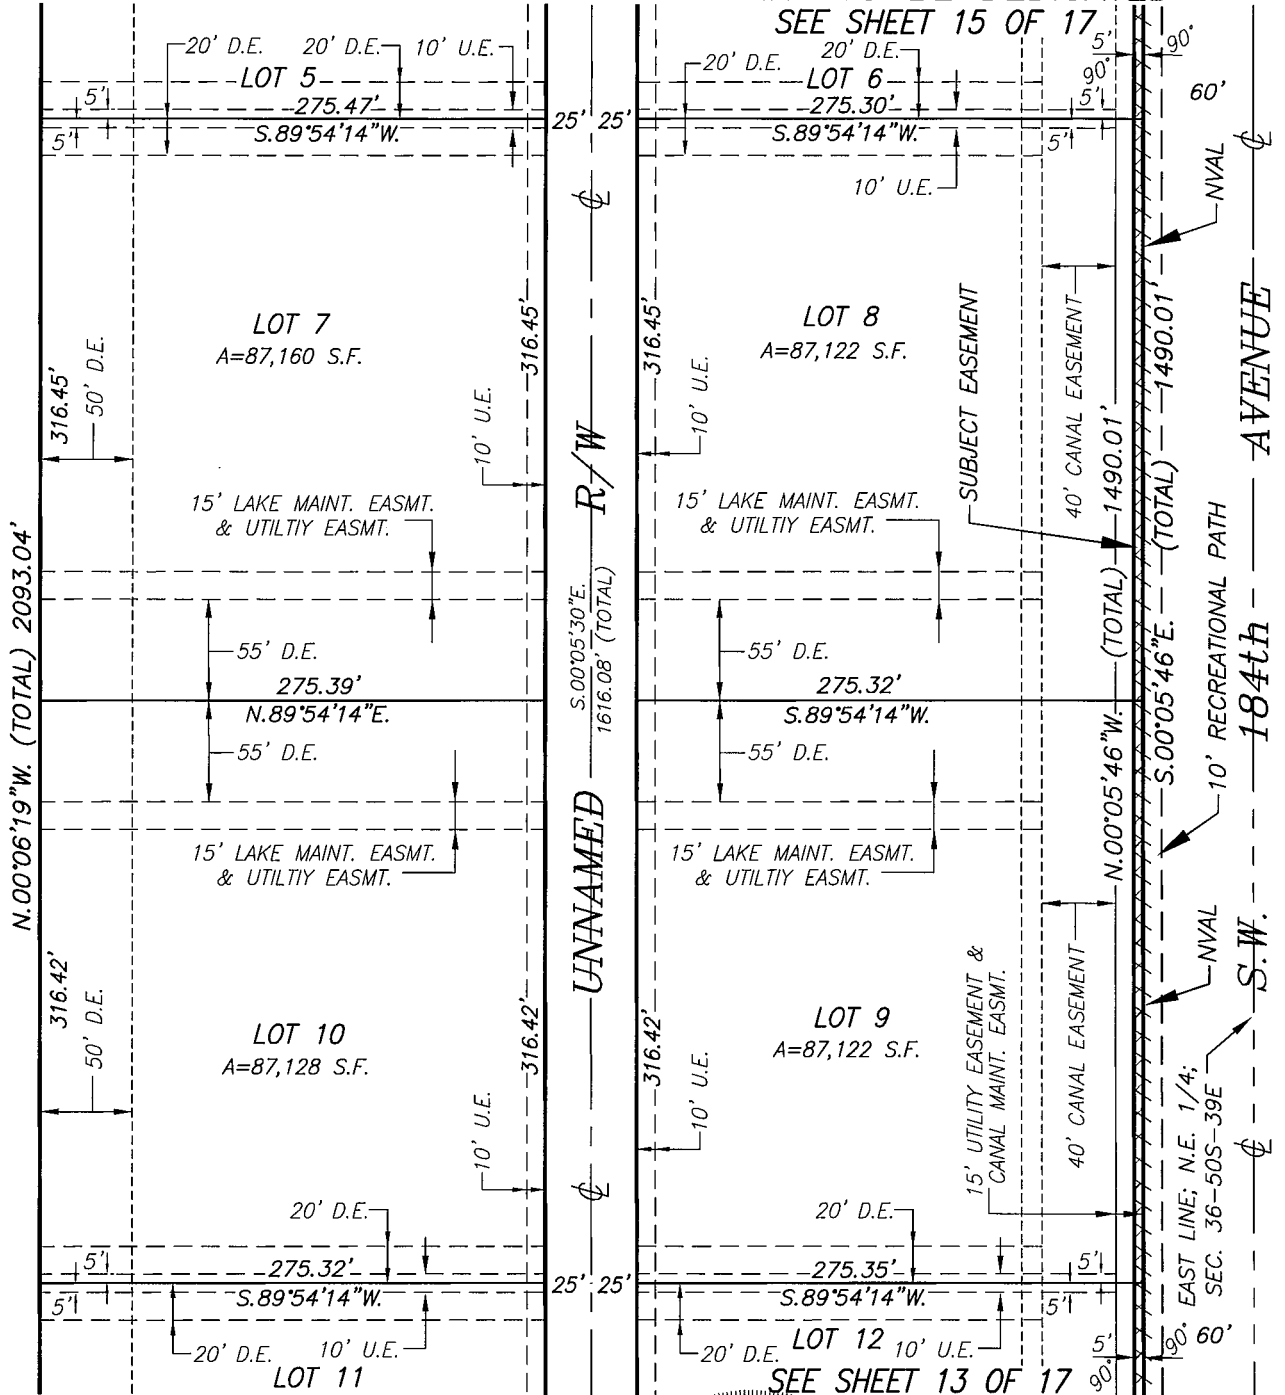 SEE SHEET 15 OF 17
20' D.E.
20' D.E.
10' U.E.
20' D.E.
20' D.E.
5'
90°
LOT 5
LOT 6
90°
5'
275.47'
275.30'
5'
60'
S.89°54'14"W.
25'
25'
S.89°54'14"W.
5'
5'
10' U.E.
℄
℄
NVAL
LOT 7
A=87,160 S.F.
LOT 8
A=87,122 S.F.
316.45'
50' D.E.
316.45'
316.45'
10' U.E.
10' U.E.
SUBJECT EASEMENT
40' CANAL EASEMENT
(TOTAL) 1490.01'
N.00°05'46"W.
(TOTAL) 1490.01'
S.00°05'46"E.
15' LAKE MAINT. EASMT.
& UTILTIY EASMT.
15' LAKE MAINT. EASMT.
& UTILTIY EASMT.
N.00°06'19"W. (TOTAL) 2093.04'
UNNAMED R/W
S.00°05'30"E.
1616.08' (TOTAL)
10' RECREATIONAL PATH
S.W. 184th AVENUE
55' D.E.
55' D.E.
275.39'
275.32'
N.89°54'14"E.
S.89°54'14"W.
55' D.E.
55' D.E.
15' LAKE MAINT. EASMT.
& UTILTIY EASMT.
15' LAKE MAINT. EASMT.
& UTILTIY EASMT.
NVAL
316.42'
50' D.E.
LOT 10
A=87,128 S.F.
LOT 9
A=87,122 S.F.
316.42'
316.42'
10' U.E.
10' U.E.
15' UTILITY EASEMENT &
CANAL MAINT. EASMT.
40' CANAL EASEMENT
EAST LINE; N.E. 1/4;
SEC. 36-50S-39E
℄
℄
20' D.E.
20' D.E.
5'
275.32'
275.35'
5'
S.89°54'14"W.
25'
25'
S.89°54'14"W.
5'
5'
20' D.E.
10' U.E.
20' D.E.
LOT 12
10' U.E.
5'
90°
60'
LOT 11
SEE SHEET 13 OF 17
90°